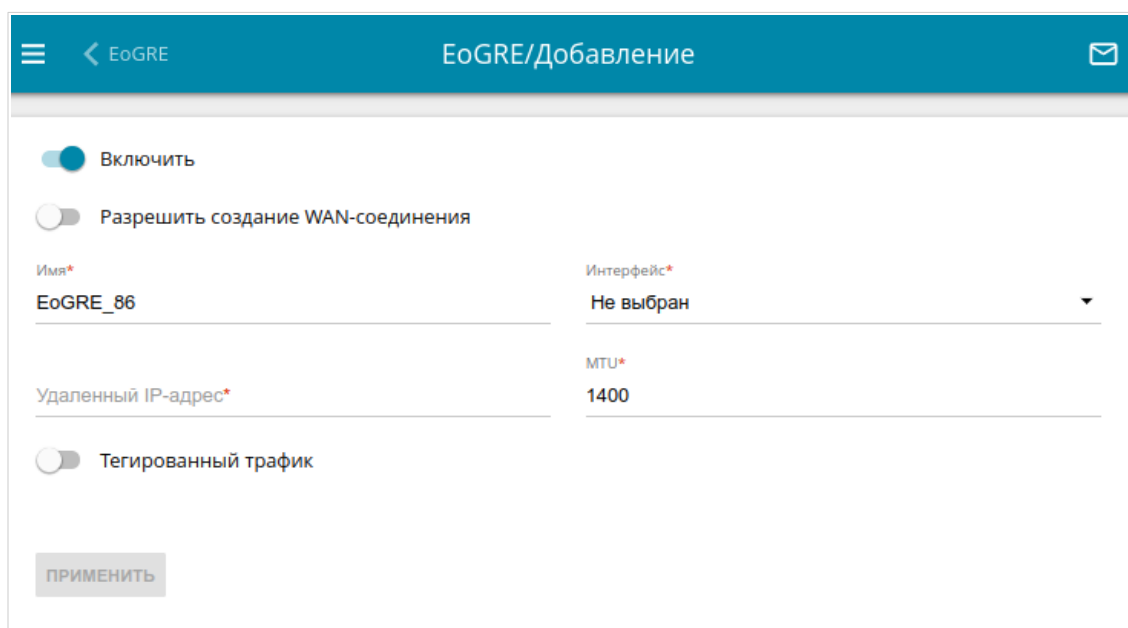 EoGRE
EoGRE/Добавление
Включить
Разрешить создание WAN-соединения
Имя*
Интерфейс*
EoGRE_86
Не выбран
MTU*
Удаленный IP-адрес*
1400
Тегированный трафик
ПРИМЕНИТЬ